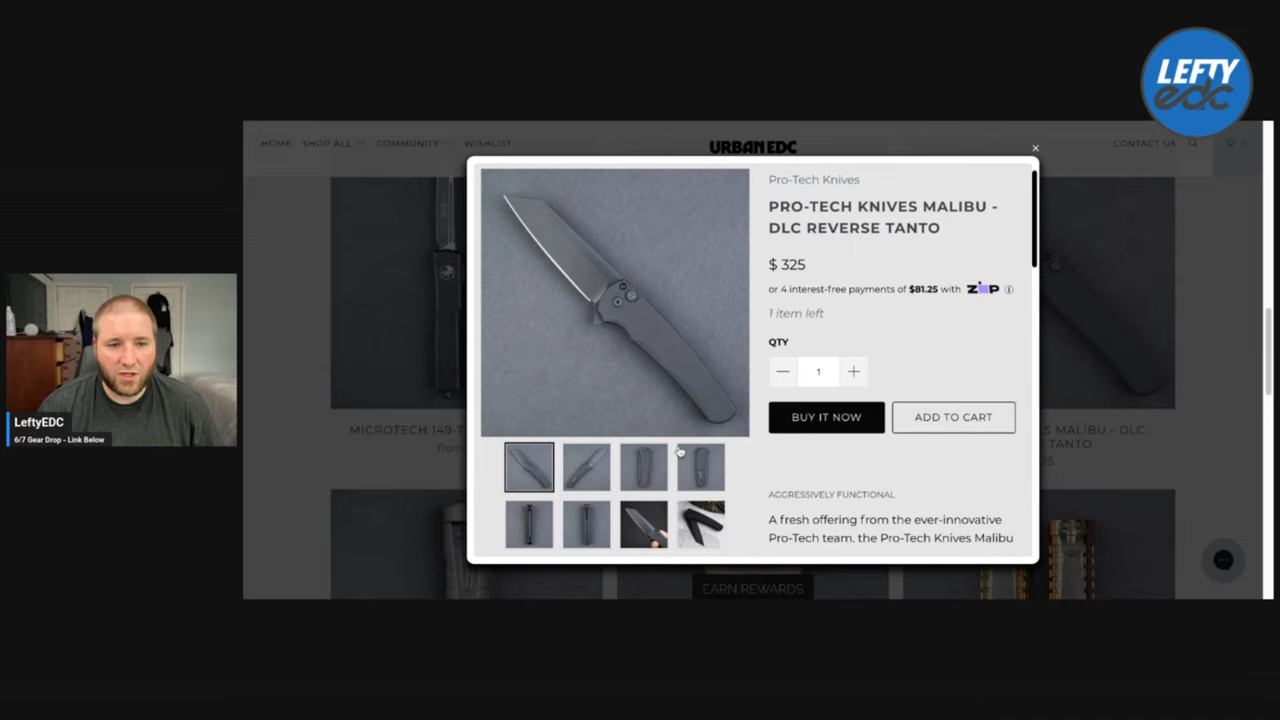 LEFTY
edc
HOME SHOP ALL COMMUNITY WISHLIST
URBAN EDC
CONTACT US
Pro-Tech Knives
PRO-TECH KNIVES MALIBU -
DLC REVERSE TANTO
$ 325
or 4 interest-free payments of $81.25 with ZIP
1 item left
QTY
1
BUY IT NOW
ADD TO CART
AGGRESSIVELY FUNCTIONAL
A fresh offering from the ever-innovative
Pro-Tech team, the Pro-Tech Knives Malibu
LeftyEDC
6/7 Gear Drop - Link Below
MICROTECH 149-T
from
MALIBU - DLC
TANTO
EARN REWARDS